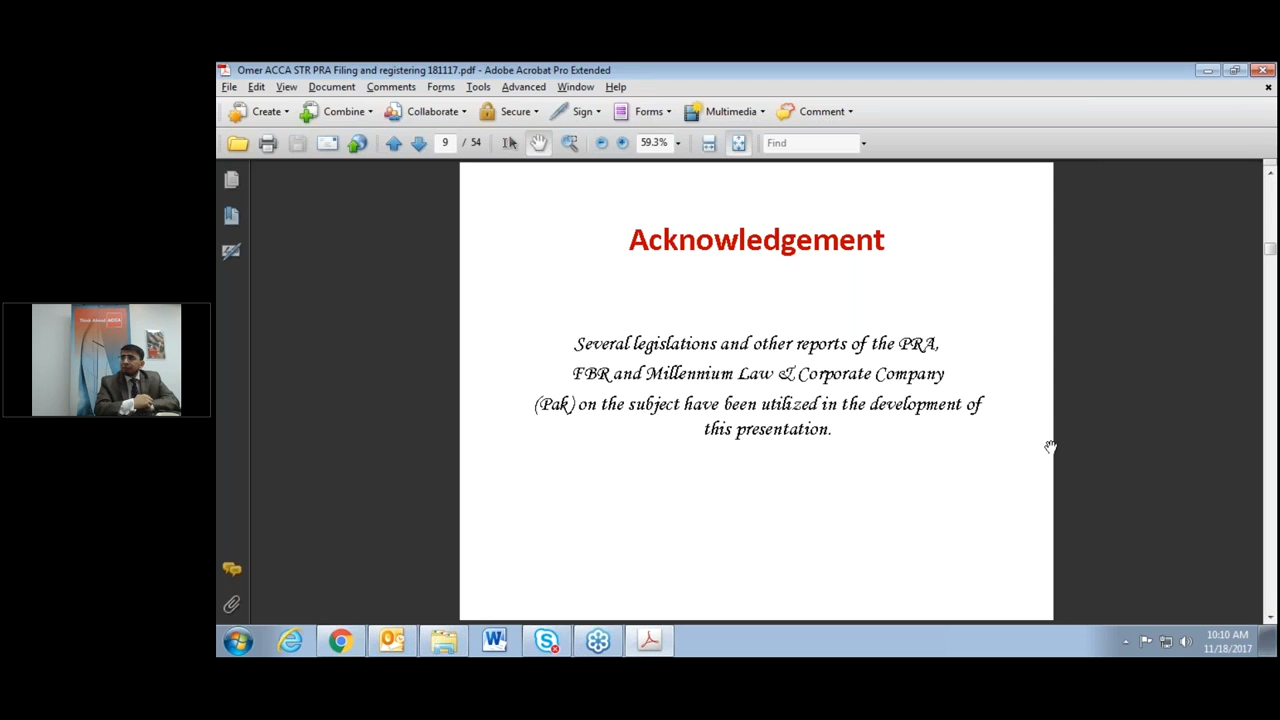 Omer ACCA STR PRA Filing and registering 181117.pdf - Adobe Acrobat Pro Extended
File Edit View Document Comments Forms Tools Advanced Window Help
Create Combine Collaborate Secure Sign Forms Multimedia Comment
9 / 54 59.3% Find
Acknowledgement
Several legislations and other reports of the PRA,
FBR and Millennium Law & Corporate Company
(Pak) on the subject have been utilized in the development of
this presentation.
Think Ahead ACCA
10:10 AM
11/18/2017